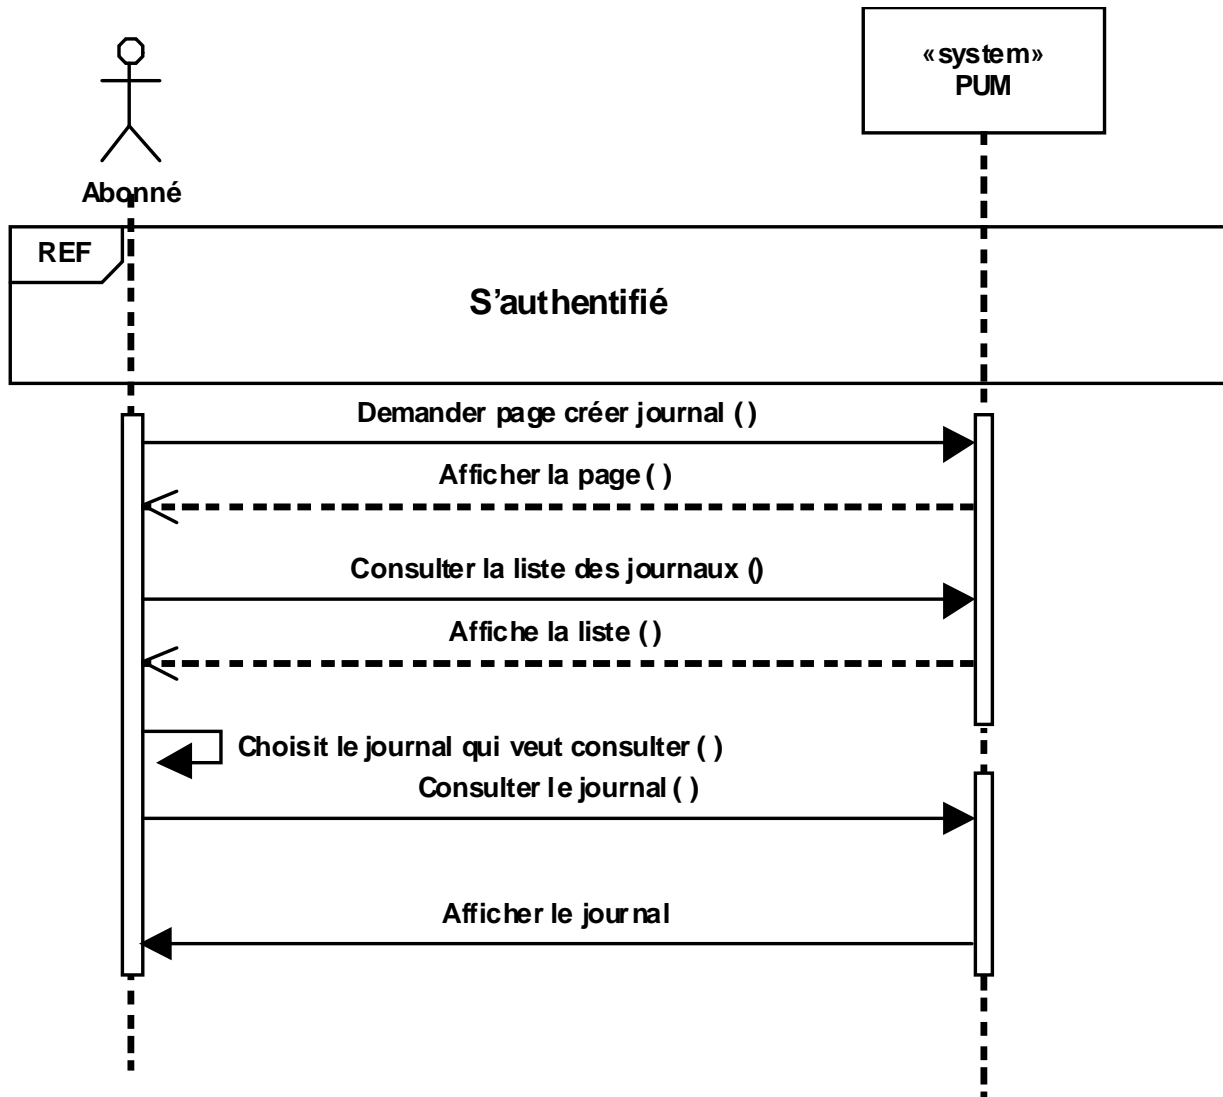 «system»
PUM
Abonné
REF
S’authentifié
Demander page créer journal ( )
Afficher la page ( )
Consulter la liste des journaux ()
Affiche la liste ( )
Choisit le journal qui veut consulter ( )
Consulter le journal ( )
Afficher le journal